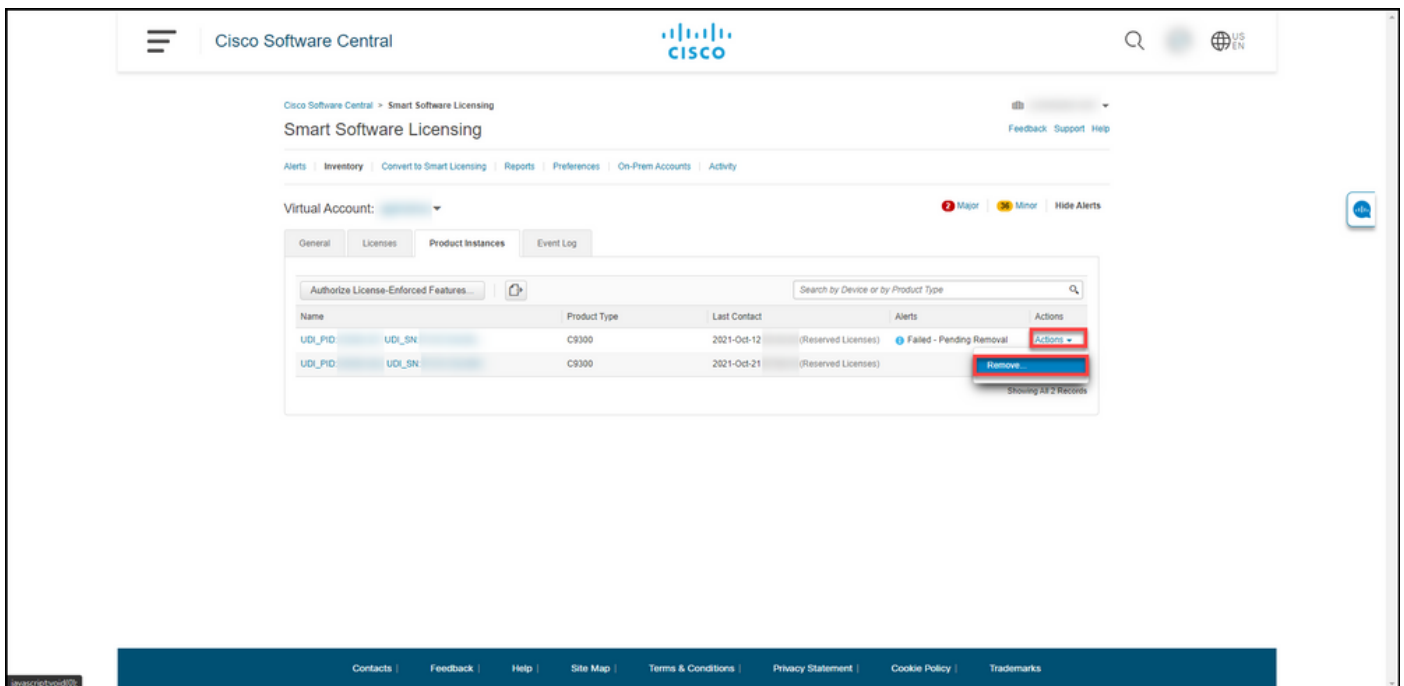 Cisco Software Central
CISCO
US
EN
Cisco Software Central > Smart Software Licensing
Smart Software Licensing
Feedback Support Help
Alerts | Inventory | Convert to Smart Licensing | Reports | Preferences | On-Prem Accounts | Activity
Virtual Account:
2 Major | 36 Minor | Hide Alerts
General Licenses Product Instances Event Log
Authorize License-Enforced Features... Search by Device or by Product Type
Name Product Type Last Contact Alerts Actions
UDI_PID: UDI_SN: C9300 2021-Oct-12 (Reserved Licenses) Failed - Pending Removal Actions
UDI_PID: UDI_SN: C9300 2021-Oct-21 (Reserved Licenses) Remove...
Showing All 2 Records
Contacts | Feedback | Help | Site Map | Terms & Conditions | Privacy Statement | Cookie Policy | Trademarks